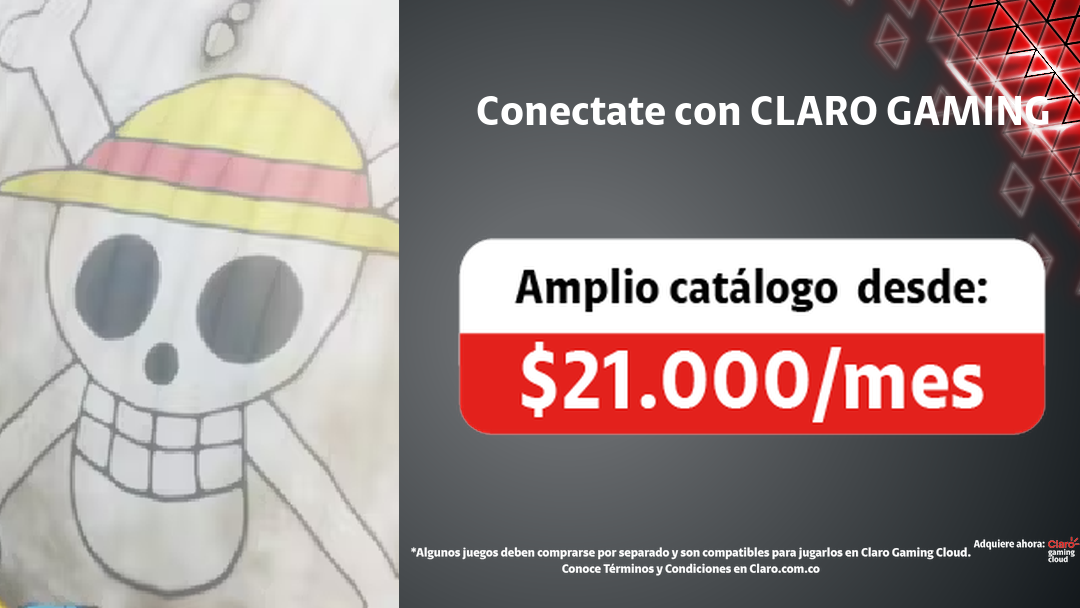 Conectate con CLARO GAMING
Amplio catálogo desde:
$21.000/mes
*Algunos juegos deben comprarse por separado y son compatibles para jugarlos en Claro Gaming Cloud.
Conoce Términos y Condiciones en Claro.com.co
Adquiere ahora:
Claro
gaming
cloud